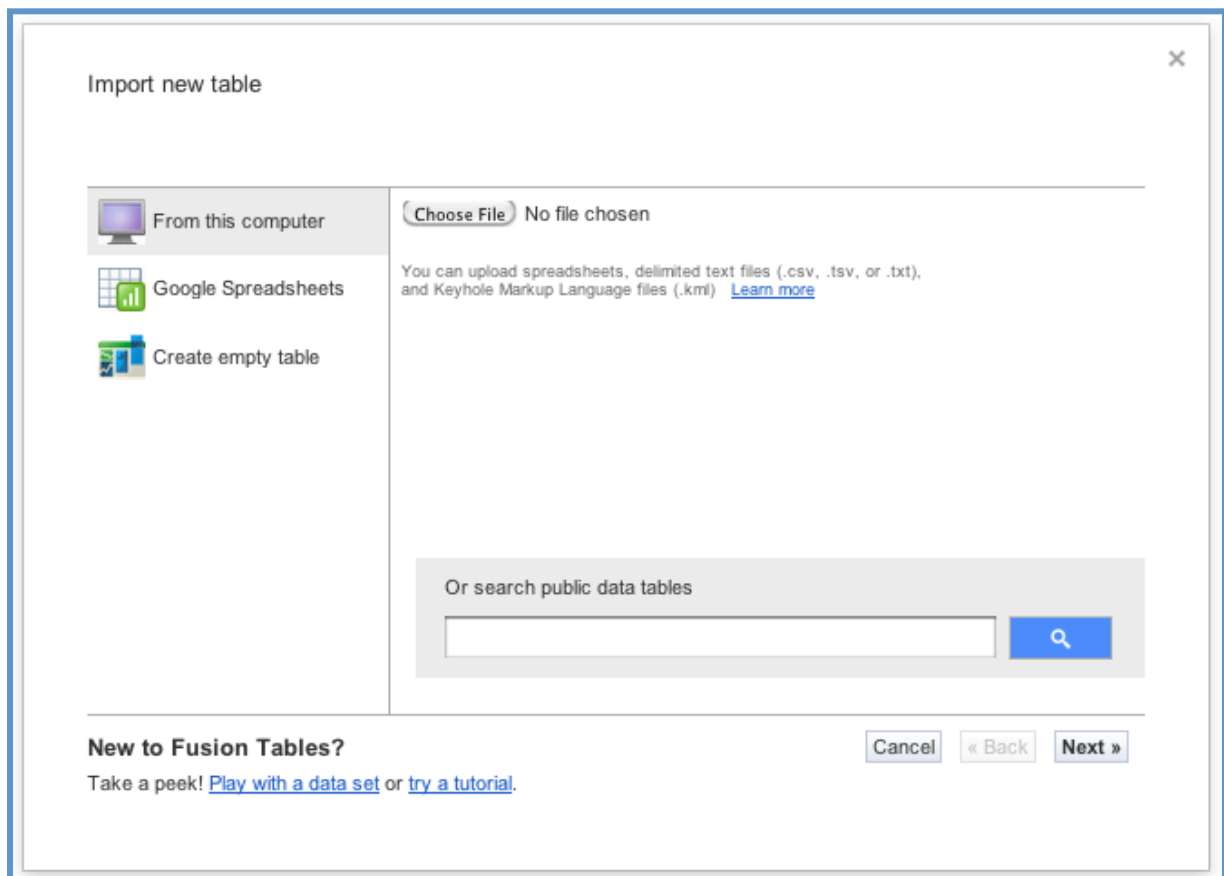 ×
Import new table
From this computer
Google Spreadsheets
Create empty table
Choose File No file chosen
You can upload spreadsheets, delimited text files (.csv, .tsv, or .txt),
and Keyhole Markup Language files (.kml) Learn more
Or search public data tables
New to Fusion Tables?
Take a peek! Play with a data set or try a tutorial.
Cancel « Back Next »